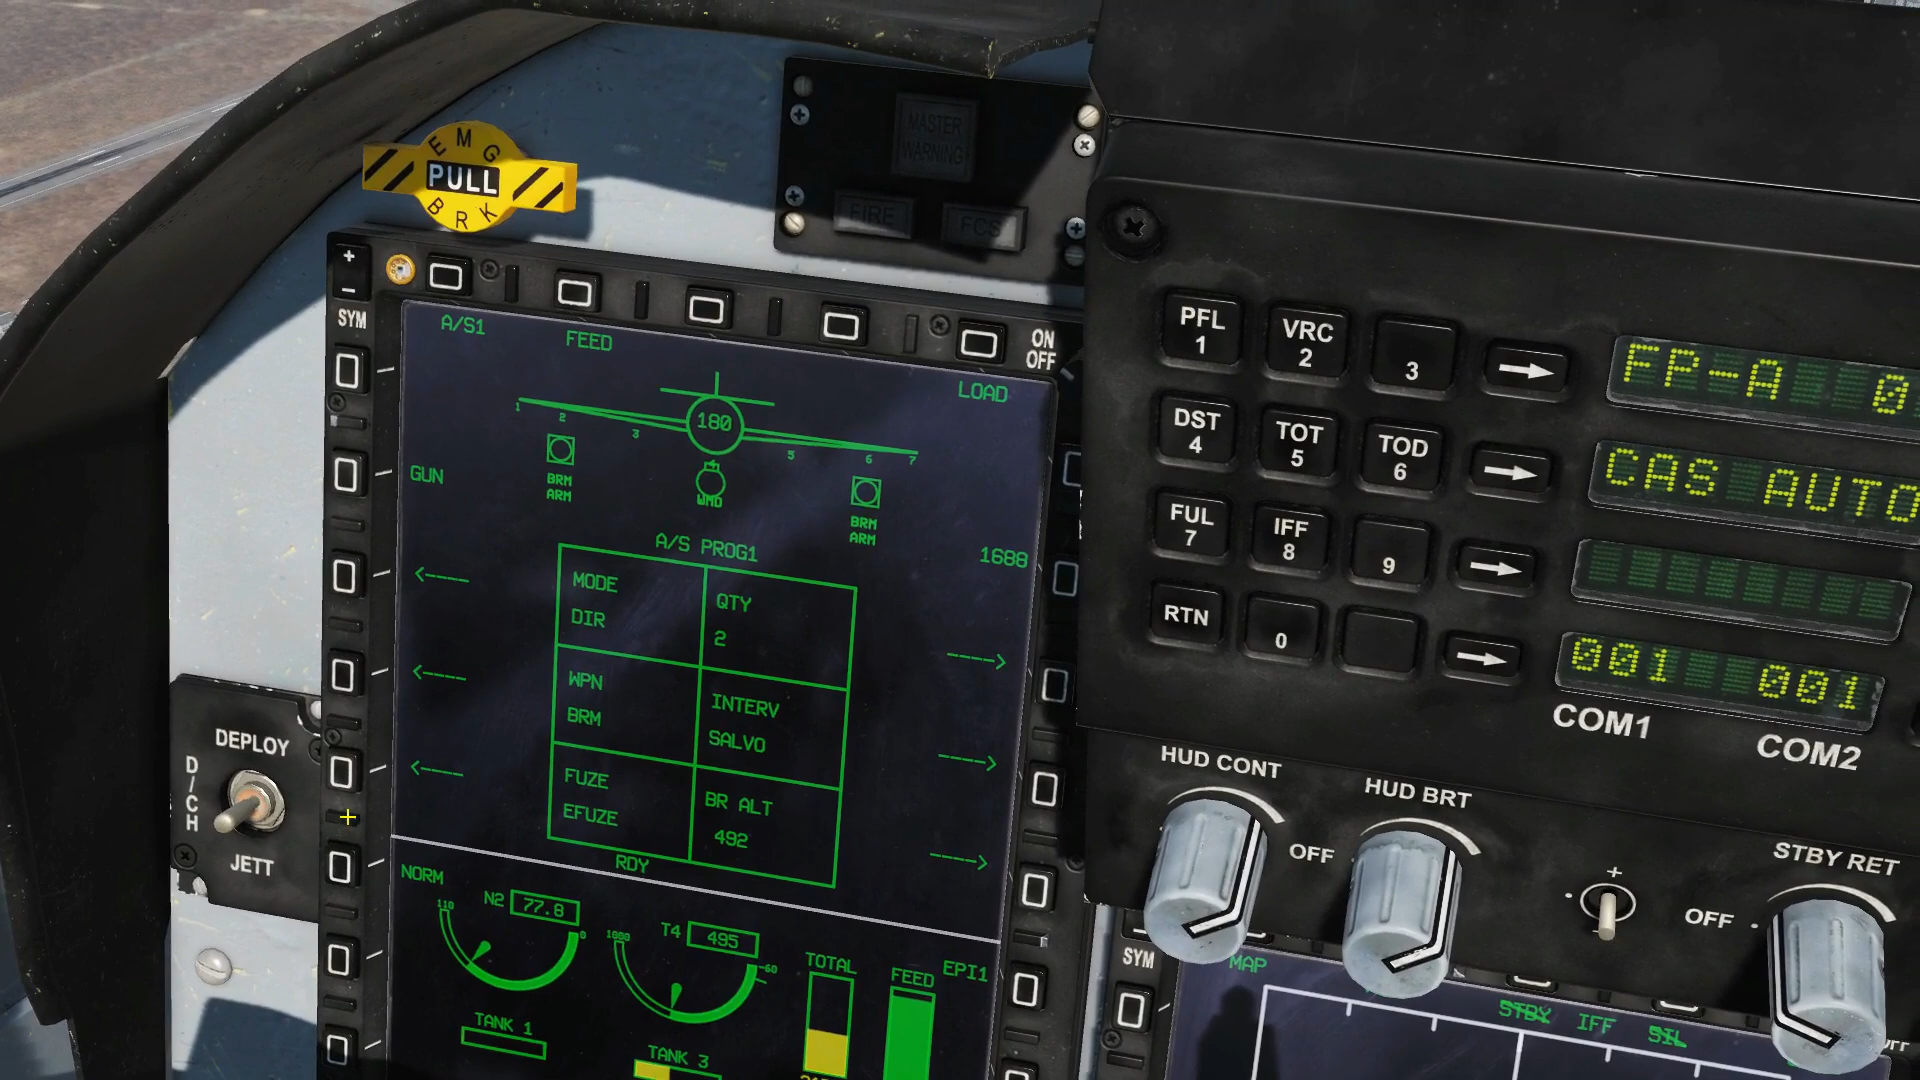 EMG
PULL
BRK
MASTER
WARNING
FIRE
FCS
+
-
SYM
ON
OFF
A/S1
FEED
LOAD
180
1
2
3
5
6
7
GUN
BRM
ARM
WMD
BRM
ARM
1688
A/S PROG1
MODE
DIR
QTY
2
WPN
BRM
INTERV
SALVO
FUZE
EFUZE
BR ALT
492
RDY
NORM
N2
77.8
110
0
T4
495
1000
-60
TOTAL
FEED
EPI1
TANK 1
TANK 3
DEPLOY
D/CH
JETT
PFL
1
VRC
2
3
DST
4
TOT
5
TOD
6
FUL
7
IFF
8
9
RTN
0
FP-A 0
CAS AUTO
001 001
COM1
COM2
HUD CONT
OFF
HUD BRT
+
OFF
STBY RET
SYM
MAP
STBY
IFF
SIL